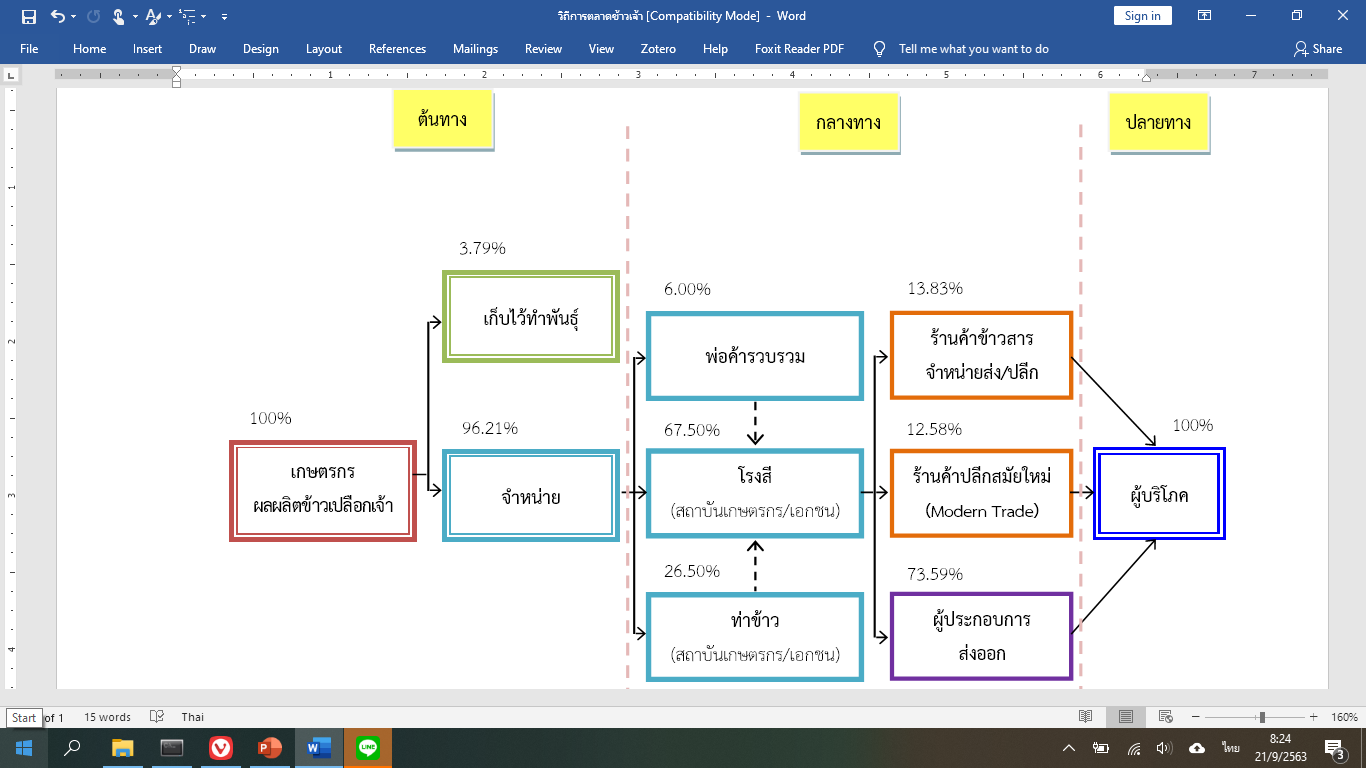 วิถีการตลาดข้าวเจ้า [Compatibility Mode] - Word
Sign in
File Home Insert Draw Design Layout References Mailings Review View Zotero Help Foxit Reader PDF Tell me what you want to do Share
1 2 3 4 5 6 7
ต้นทาง กลางทาง ปลายทาง
3.79%
เก็บไว้ทำพันธุ์
6.00%
พ่อค้ารวบรวม
13.83%
ร้านค้าข้าวสาร
จำหน่ายส่ง/ปลีก
100%
เกษตรกร
ผลผลิตข้าวเปลือกเจ้า
96.21%
จำหน่าย
67.50%
โรงสี
(สถาบันเกษตรกร/เอกชน)
12.58%
ร้านค้าปลีกสมัยใหม่
(Modern Trade)
100%
ผู้บริโภค
26.50%
ท่าข้าว
(สถาบันเกษตรกร/เอกชน)
73.59%
ผู้ประกอบการ
ส่งออก
1
2
3
4
Start of 1 15 words Thai 160%
ไทย 8:24
21/9/2563 3